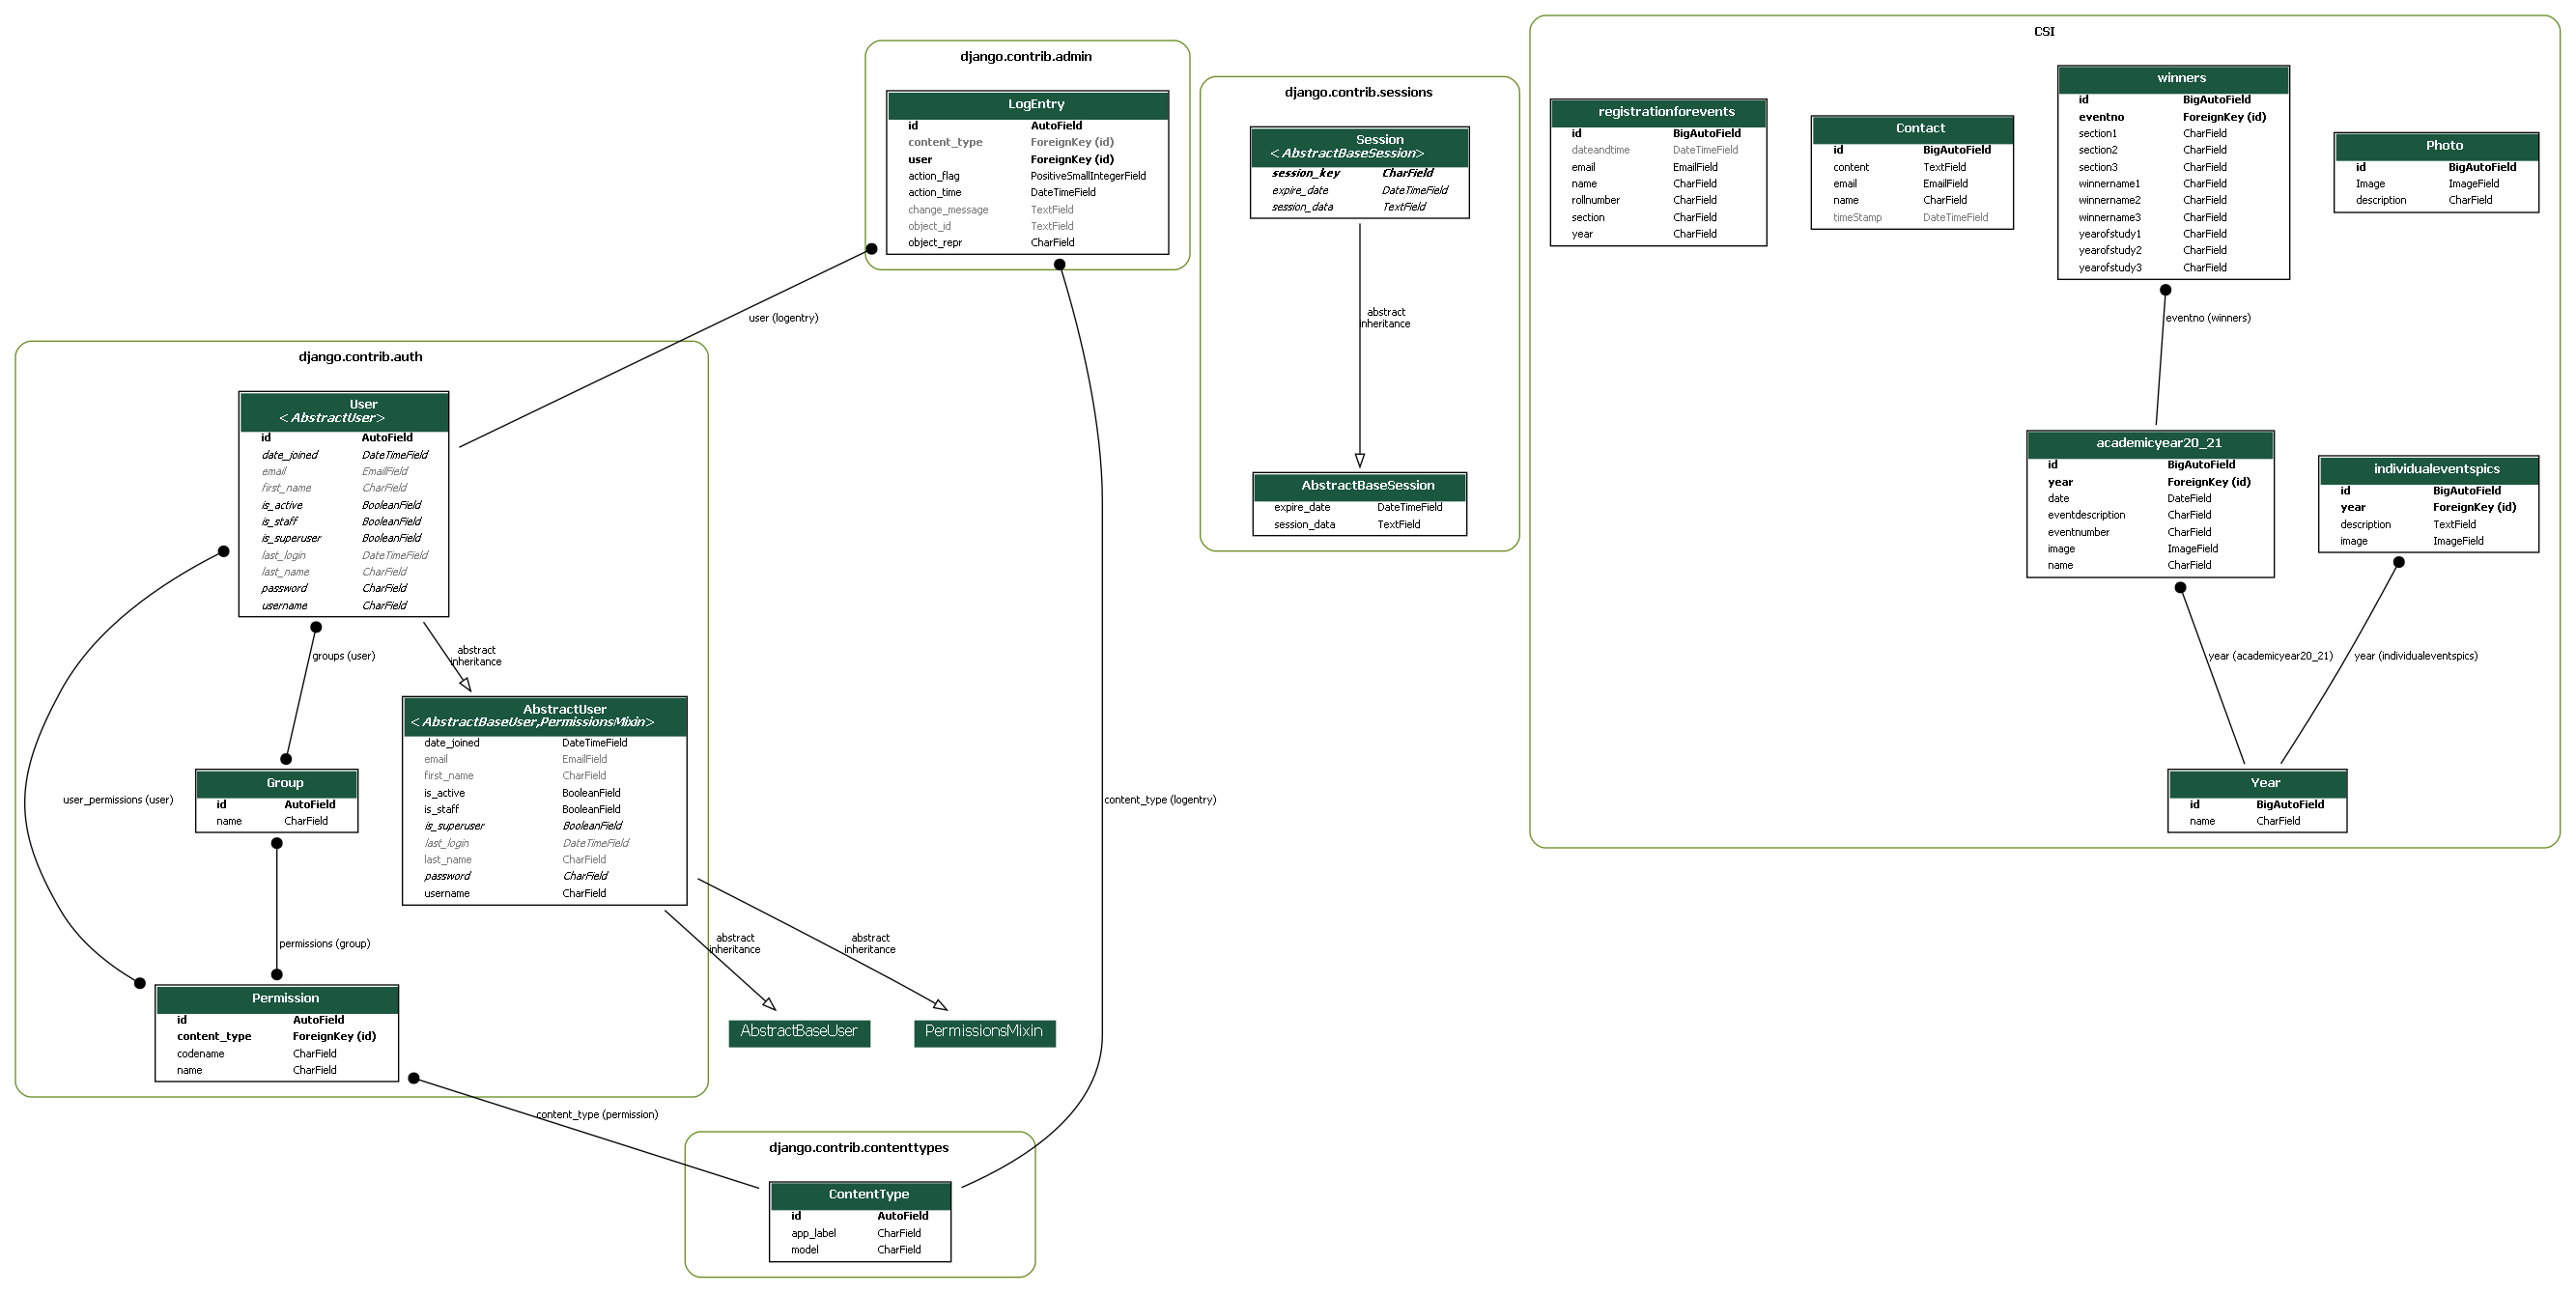 django.contrib.admin
LogEntry
id AutoField
content_type ForeignKey (id)
user ForeignKey (id)
action_flag PositiveSmallIntegerField
action_time DateTimeField
change_message TextField
object_id TextField
object_repr CharField
user (logentry)
django.contrib.auth
User
<AbstractUser>
id AutoField
date_joined DateTimeField
email EmailField
first_name CharField
is_active BooleanField
is_staff BooleanField
is_superuser BooleanField
last_login DateTimeField
last_name CharField
password CharField
username CharField
groups (user)
abstract
inheritance
user_permissions (user)
AbstractUser
<AbstractBaseUser,PermissionsMixin>
date_joined DateTimeField
email EmailField
first_name CharField
is_active BooleanField
is_staff BooleanField
is_superuser BooleanField
last_login DateTimeField
last_name CharField
password CharField
username CharField
Group
id AutoField
name CharField
permissions (group)
abstract
inheritance
abstract
inheritance
Permission
id AutoField
content_type ForeignKey (id)
codename CharField
name CharField
AbstractBaseUser
PermissionsMixin
content_type (permission)
content_type (logentry)
django.contrib.contenttypes
ContentType
id AutoField
app_label CharField
model CharField
django.contrib.sessions
Session
<AbstractBaseSession>
session_key CharField
expire_date DateTimeField
session_data TextField
abstract
inheritance
AbstractBaseSession
expire_date DateTimeField
session_data TextField
CSI
registrationforevents
id BigAutoField
dateandtime DateTimeField
email EmailField
name CharField
rollnumber CharField
section CharField
year CharField
Contact
id BigAutoField
content TextField
email EmailField
name CharField
timeStamp DateTimeField
winners
id BigAutoField
eventno ForeignKey (id)
section1 CharField
section2 CharField
section3 CharField
winnername1 CharField
winnername2 CharField
winnername3 CharField
yearofstudy1 CharField
yearofstudy2 CharField
yearofstudy3 CharField
Photo
id BigAutoField
Image ImageField
description CharField
eventno (winners)
academicyear20_21
id BigAutoField
year ForeignKey (id)
date DateField
eventdescription CharField
eventnumber CharField
image ImageField
name CharField
individualeventspics
id BigAutoField
year ForeignKey (id)
description TextField
image ImageField
year (academicyear20_21)
year (individualeventspics)
Year
id BigAutoField
name CharField